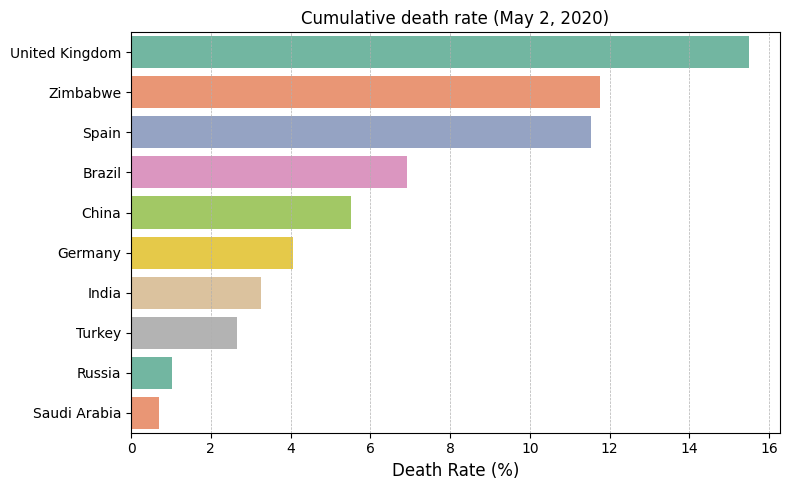 Cumulative death rate (May 2, 2020)
United Kingdom
Zimbabwe
Spain
Brazil
China
Germany
India
Turkey
Russia
Saudi Arabia
0 2 4 6 8 10 12 14 16
Death Rate (%)